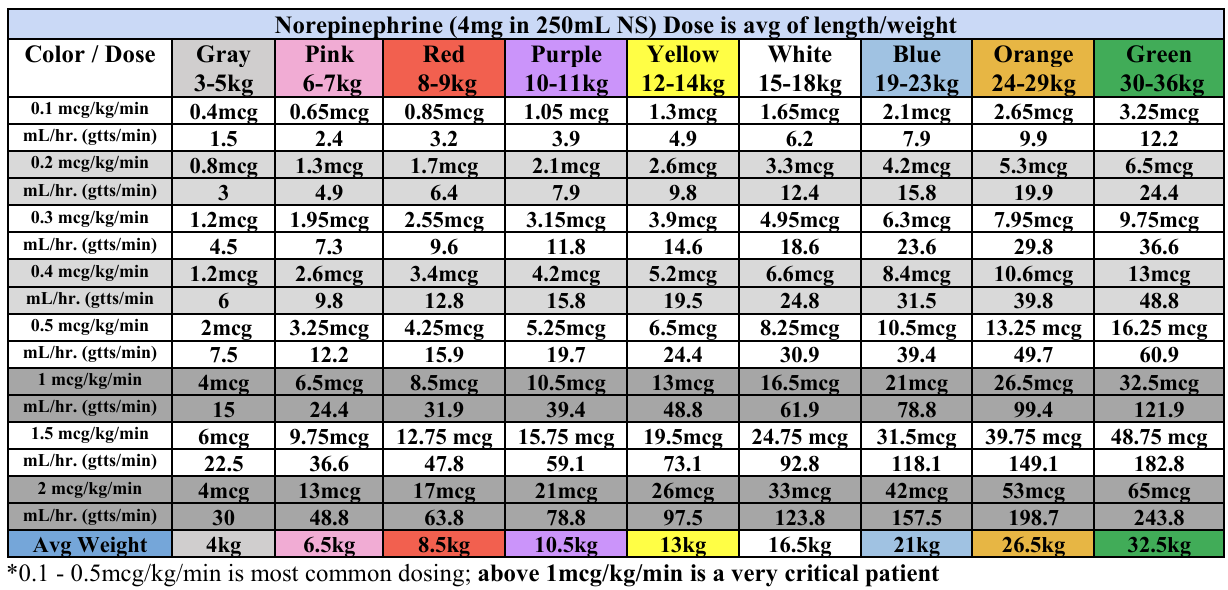 Norepinephrine (4mg in 250mL NS) Dose is avg of length/weight
Color / Dose Gray 3-5kg Pink 6-7kg Red 8-9kg Purple 10-11kg Yellow 12-14kg White 15-18kg Blue 19-23kg Orange 24-29kg Green 30-36kg
0.1 mcg/kg/min 0.4mcg 0.65mcg 0.85mcg 1.05 mcg 1.3mcg 1.65mcg 2.1mcg 2.65mcg 3.25mcg
mL/hr. (gtts/min) 1.5 2.4 3.2 3.9 4.9 6.2 7.9 9.9 12.2
0.2 mcg/kg/min 0.8mcg 1.3mcg 1.7mcg 2.1mcg 2.6mcg 3.3mcg 4.2mcg 5.3mcg 6.5mcg
mL/hr. (gtts/min) 3 4.9 6.4 7.9 9.8 12.4 15.8 19.9 24.4
0.3 mcg/kg/min 1.2mcg 1.95mcg 2.55mcg 3.15mcg 3.9mcg 4.95mcg 6.3mcg 7.95mcg 9.75mcg
mL/hr. (gtts/min) 4.5 7.3 9.6 11.8 14.6 18.6 23.6 29.8 36.6
0.4 mcg/kg/min 1.2mcg 2.6mcg 3.4mcg 4.2mcg 5.2mcg 6.6mcg 8.4mcg 10.6mcg 13mcg
mL/hr. (gtts/min 6 9.8 12.8 15.8 19.5 24.8 31.5 39.8 48.8
0.5 mcg/kg/min 2mcg 3.25mcg 4.25mcg 5.25mcg 6.5mcg 8.25mcg 10.5mcg 13.25 mcg 16.25 mcg
mL/hr. (gtts/min) 7.5 12.2 15.9 19.7 24.4 30.9 39.4 49.7 60.9
1 mcg/kg/min 4mcg 6.5mcg 8.5mcg 10.5mcg 13mcg 16.5mcg 21mcg 26.5mcg 32.5mcg
mL/hr. (gtts/min) 15 24.4 31.9 39.4 48.8 61.9 78.8 99.4 121.9
1.5 mcg/kg/min 6mcg 9.75mcg 12.75 mcg 15.75 mcg 19.5mcg 24.75 mcg 31.5mcg 39.75 mcg 48.75 mcg
mL/hr. (gtts/min) 22.5 36.6 47.8 59.1 73.1 92.8 118.1 149.1 182.8
2 mcg/kg/min 4mcg 13mcg 17mcg 21mcg 26mcg 33mcg 42mcg 53mcg 65mcg
mL/hr. (gtts/min) 30 48.8 63.8 78.8 97.5 123.8 157.5 198.7 243.8
Avg Weight 4kg 6.5kg 8.5kg 10.5kg 13kg 16.5kg 21kg 26.5kg 32.5kg
*0.1 - 0.5mcg/kg/min is most common dosing; above 1mcg/kg/min is a very critical patient